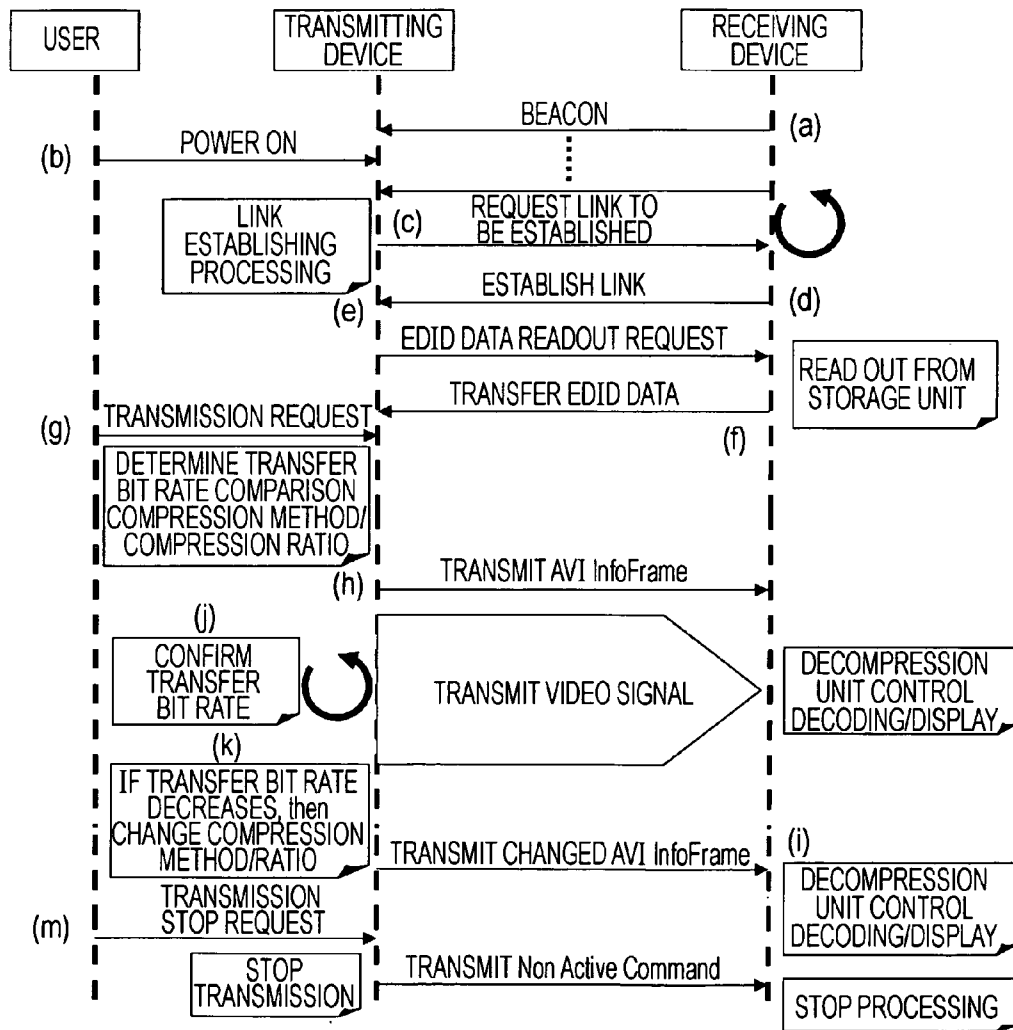 USER
TRANSMITTING
DEVICE
RECEIVING
DEVICE
BEACON
(a)
(b)
POWER ON
LINK
ESTABLISHING
PROCESSING
(c)
REQUEST LINK TO
BE ESTABLISHED
ESTABLISH LINK
(d)
(e)
EDID DATA READOUT REQUEST
READ OUT FROM
STORAGE UNIT
TRANSFER EDID DATA
(f)
(g)
TRANSMISSION REQUEST
DETERMINE TRANSFER
BIT RATE COMPARISON
COMPRESSION METHOD/
COMPRESSION RATIO
(h)
TRANSMIT AVI InfoFrame
(j)
CONFIRM
TRANSFER
BIT RATE
TRANSMIT VIDEO SIGNAL
DECOMPRESSION
UNIT CONTROL
DECODING/DISPLAY
(k)
IF TRANSFER BIT RATE
DECREASES, then
CHANGE COMPRESSION
METHOD/RATIO
TRANSMIT CHANGED AVI InfoFrame
(i)
DECOMPRESSION
UNIT CONTROL
DECODING/DISPLAY
(m)
TRANSMISSION
STOP REQUEST
STOP
TRANSMISSION
TRANSMIT Non Active Command
STOP PROCESSING